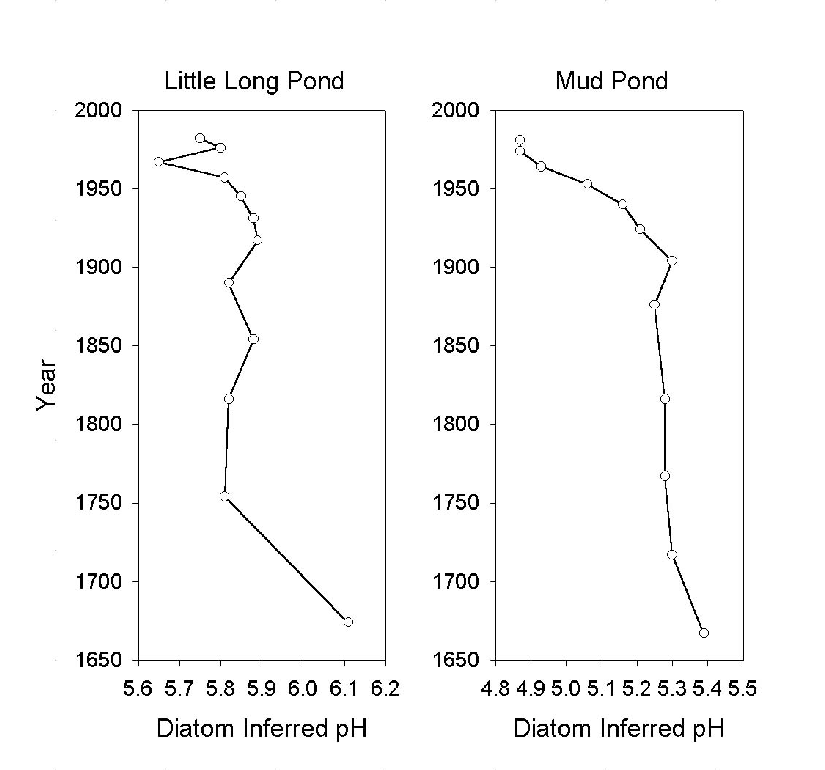 Little Long Pond
Mud Pond
2000
1950
1900
1850
1800
1750
1700
1650
Year
5.6 5.7 5.8 5.9 6.0 6.1 6.2
Diatom Inferred pH
2000
1950
1900
1850
1800
1750
1700
1650
4.8 4.9 5.0 5.1 5.2 5.3 5.4 5.5
Diatom Inferred pH